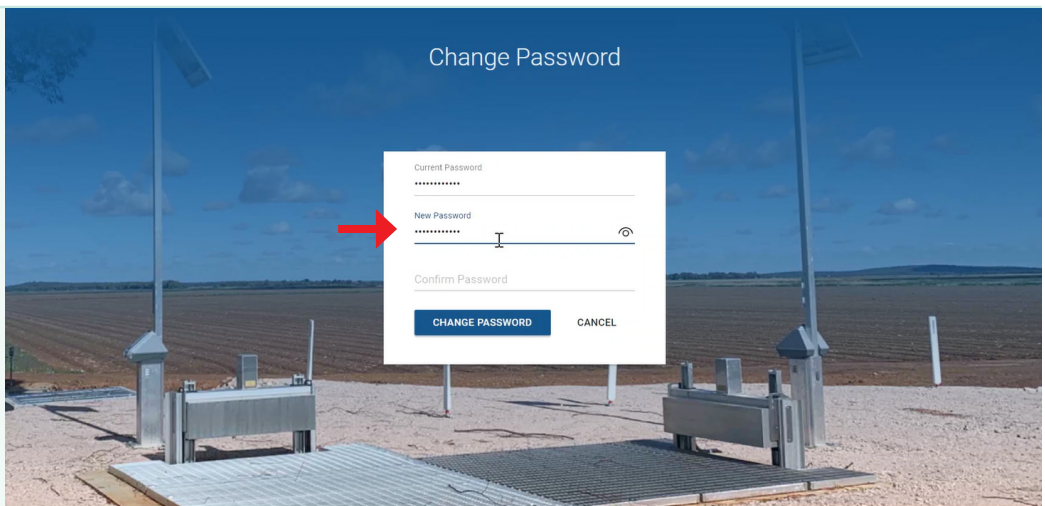 Change Password
Current Password
••••••••••••
New Password
••••••••••••
Confirm Password
CHANGE PASSWORD CANCEL